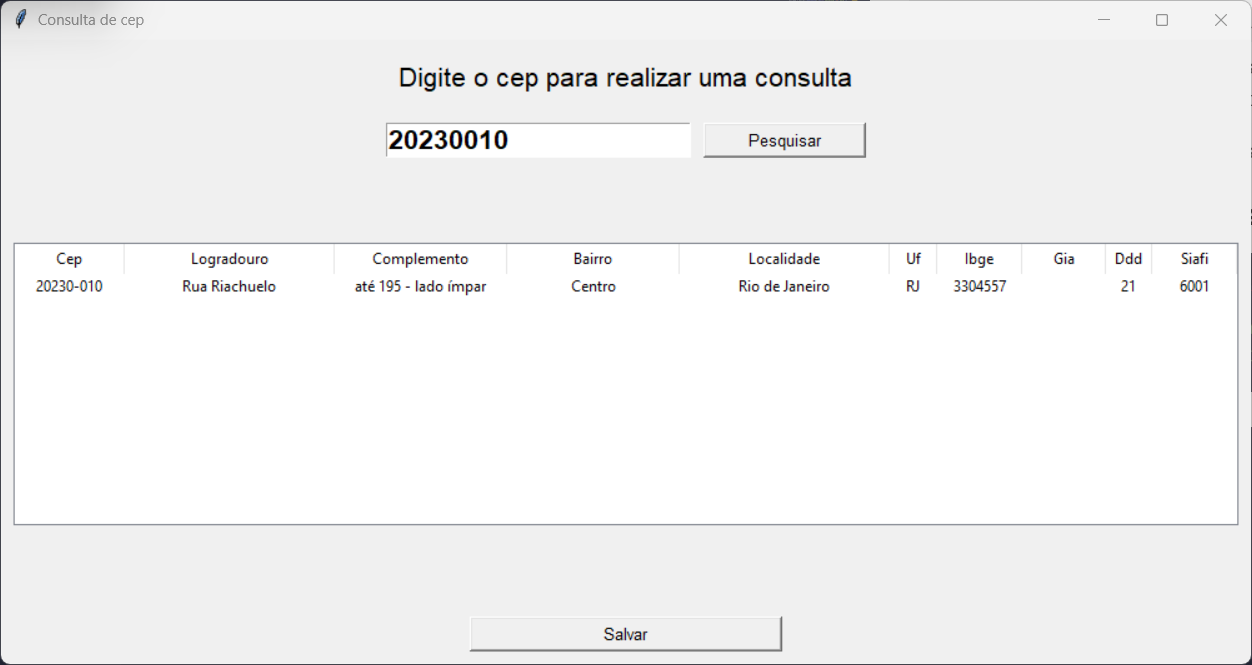 Consulta de cep
Digite o cep para realizar uma consulta
20230010 Pesquisar
Cep Logradouro Complemento Bairro Localidade Uf Ibge Gia Ddd Siafi
20230-010 Rua Riachuelo até 195 - lado ímpar Centro Rio de Janeiro RJ 3304557 21 6001
Salvar